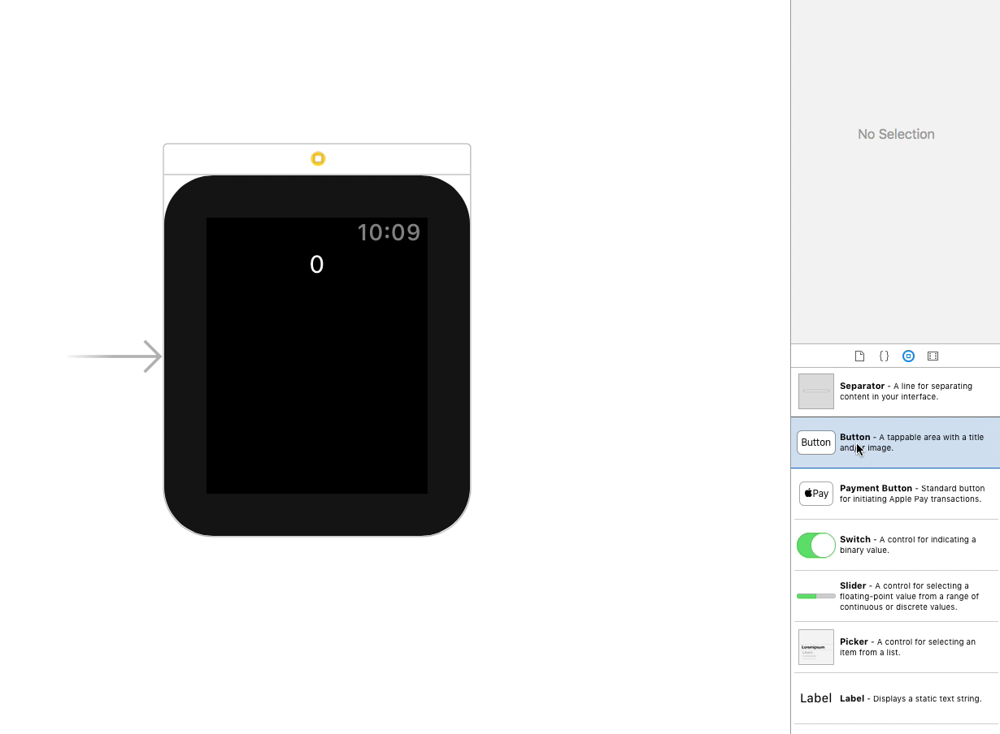 No Selection
10:09
0
{}
Separator - A line for separating
content in your interface.
Button
Button - A tappable area with a title
and/or image.
Pay
Payment Button - Standard button
for initiating Apple Pay transactions.
Switch - A control for indicating a
binary value.
Slider - A control for selecting a
floating-point value from a range of
continuous or discrete values.
Loremipsum
Picker - A control for selecting an
item from a list.
Label
Label - Displays a static text string.